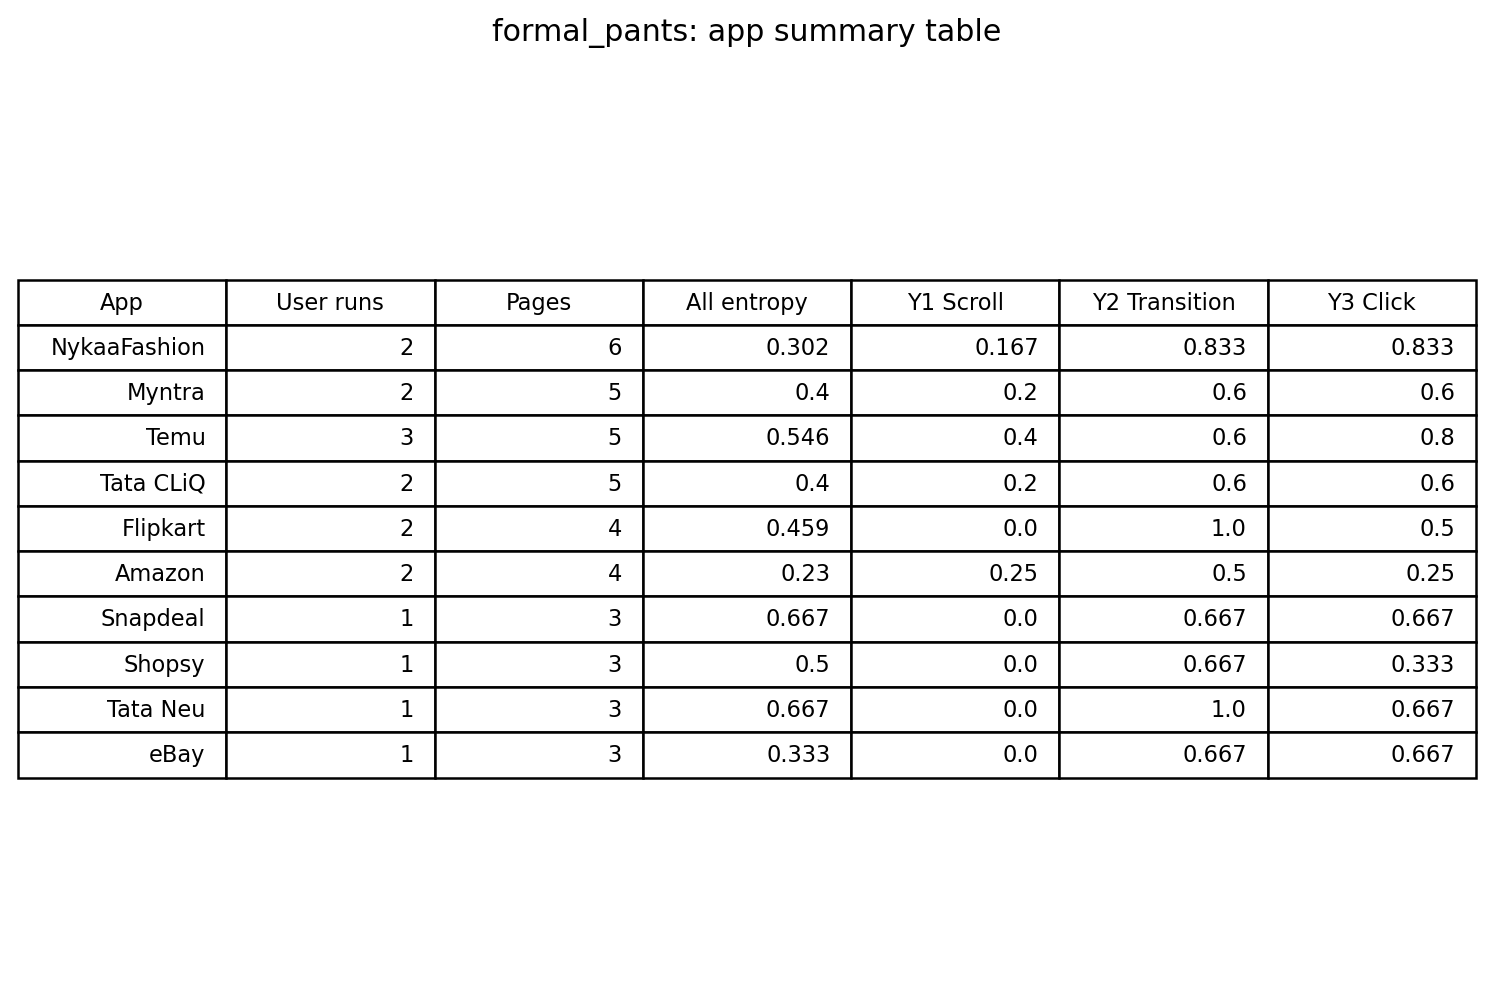 formal_pants: app summary table
App User runs Pages All entropy Y1 Scroll Y2 Transition Y3 Click
NykaaFashion 2 6 0.302 0.167 0.833 0.833
Myntra 2 5 0.4 0.2 0.6 0.6
Temu 3 5 0.546 0.4 0.6 0.8
Tata CLiQ 2 5 0.4 0.2 0.6 0.6
Flipkart 2 4 0.459 0.0 1.0 0.5
Amazon 2 4 0.23 0.25 0.5 0.25
Snapdeal 1 3 0.667 0.0 0.667 0.667
Shopsy 1 3 0.5 0.0 0.667 0.333
Tata Neu 1 3 0.667 0.0 1.0 0.667
eBay 1 3 0.333 0.0 0.667 0.667